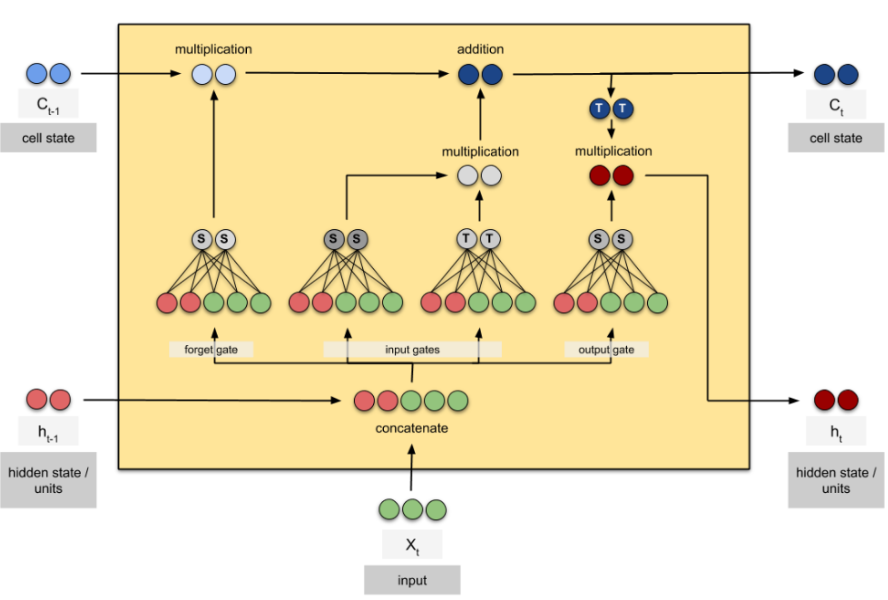 multiplication
addition
C t-1
cell state
T T
C t
cell state
multiplication
multiplication
S S
S S
T T
S S
forget gate
input gates
output gate
h t-1
hidden state /
units
concatenate
h t
hidden state /
units
X t
input